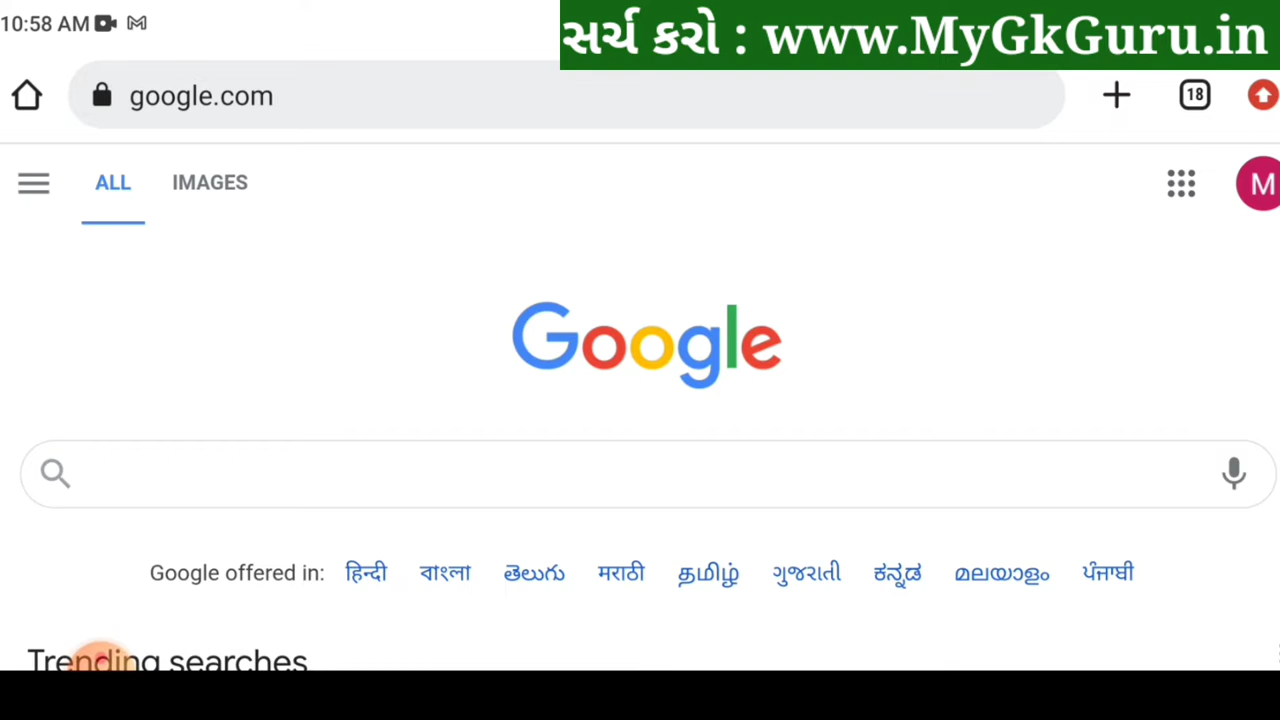 10:58 AM
સર્ચ કરો : www.MyGkGuru.in
google.com
18
ALL IMAGES
M
Google
Google offered in: हिन्दी বাংলা తెలుగు मराठी தமிழ் ગુજરાતી ಕನ್ನಡ മലയാളം ਪੰਜਾਬੀ
Trending searches